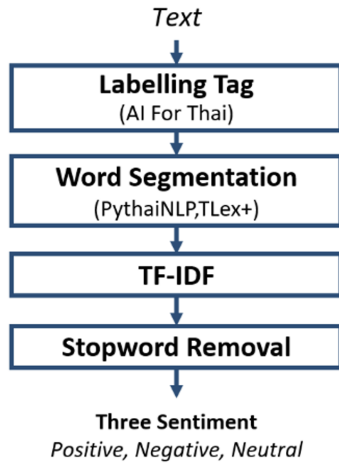 Text
Labelling Tag
(AI For Thai)
Word Segmentation
(PythaiNLP,TLex+)
TF-IDF
Stopword Removal
Three Sentiment
Positive, Negative, Neutral